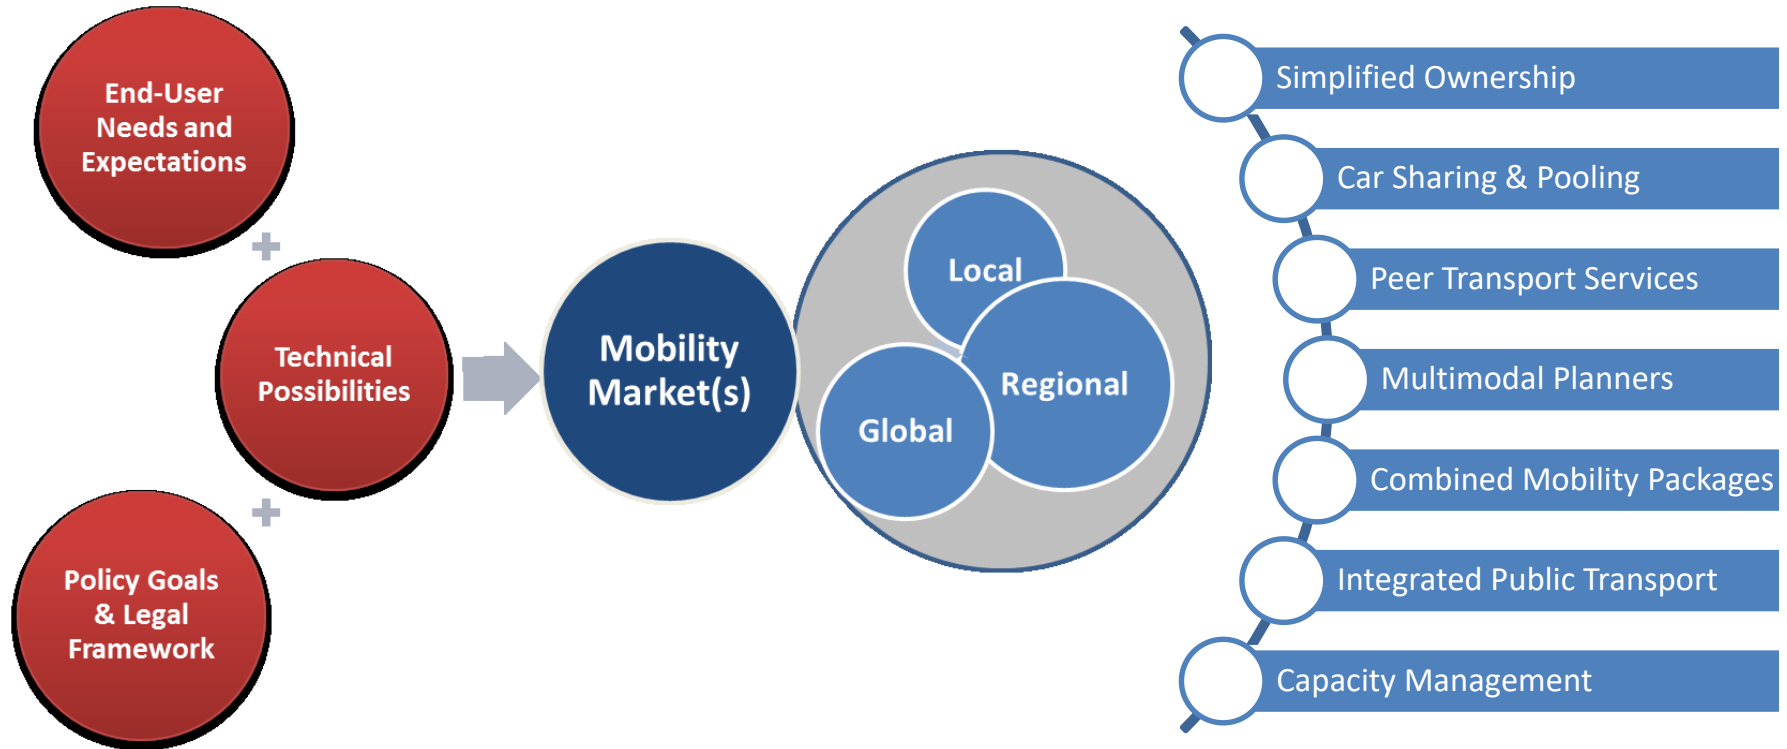 End-User
Needs and
Expectations
+
Technical
Possibilities
+
Policy Goals
& Legal
Framework
Mobility
Market(s)
Local
Regional
Global
Simplified Ownership
Car Sharing & Pooling
Peer Transport Services
Multimodal Planners
Combined Mobility Packages
Integrated Public Transport
Capacity Management